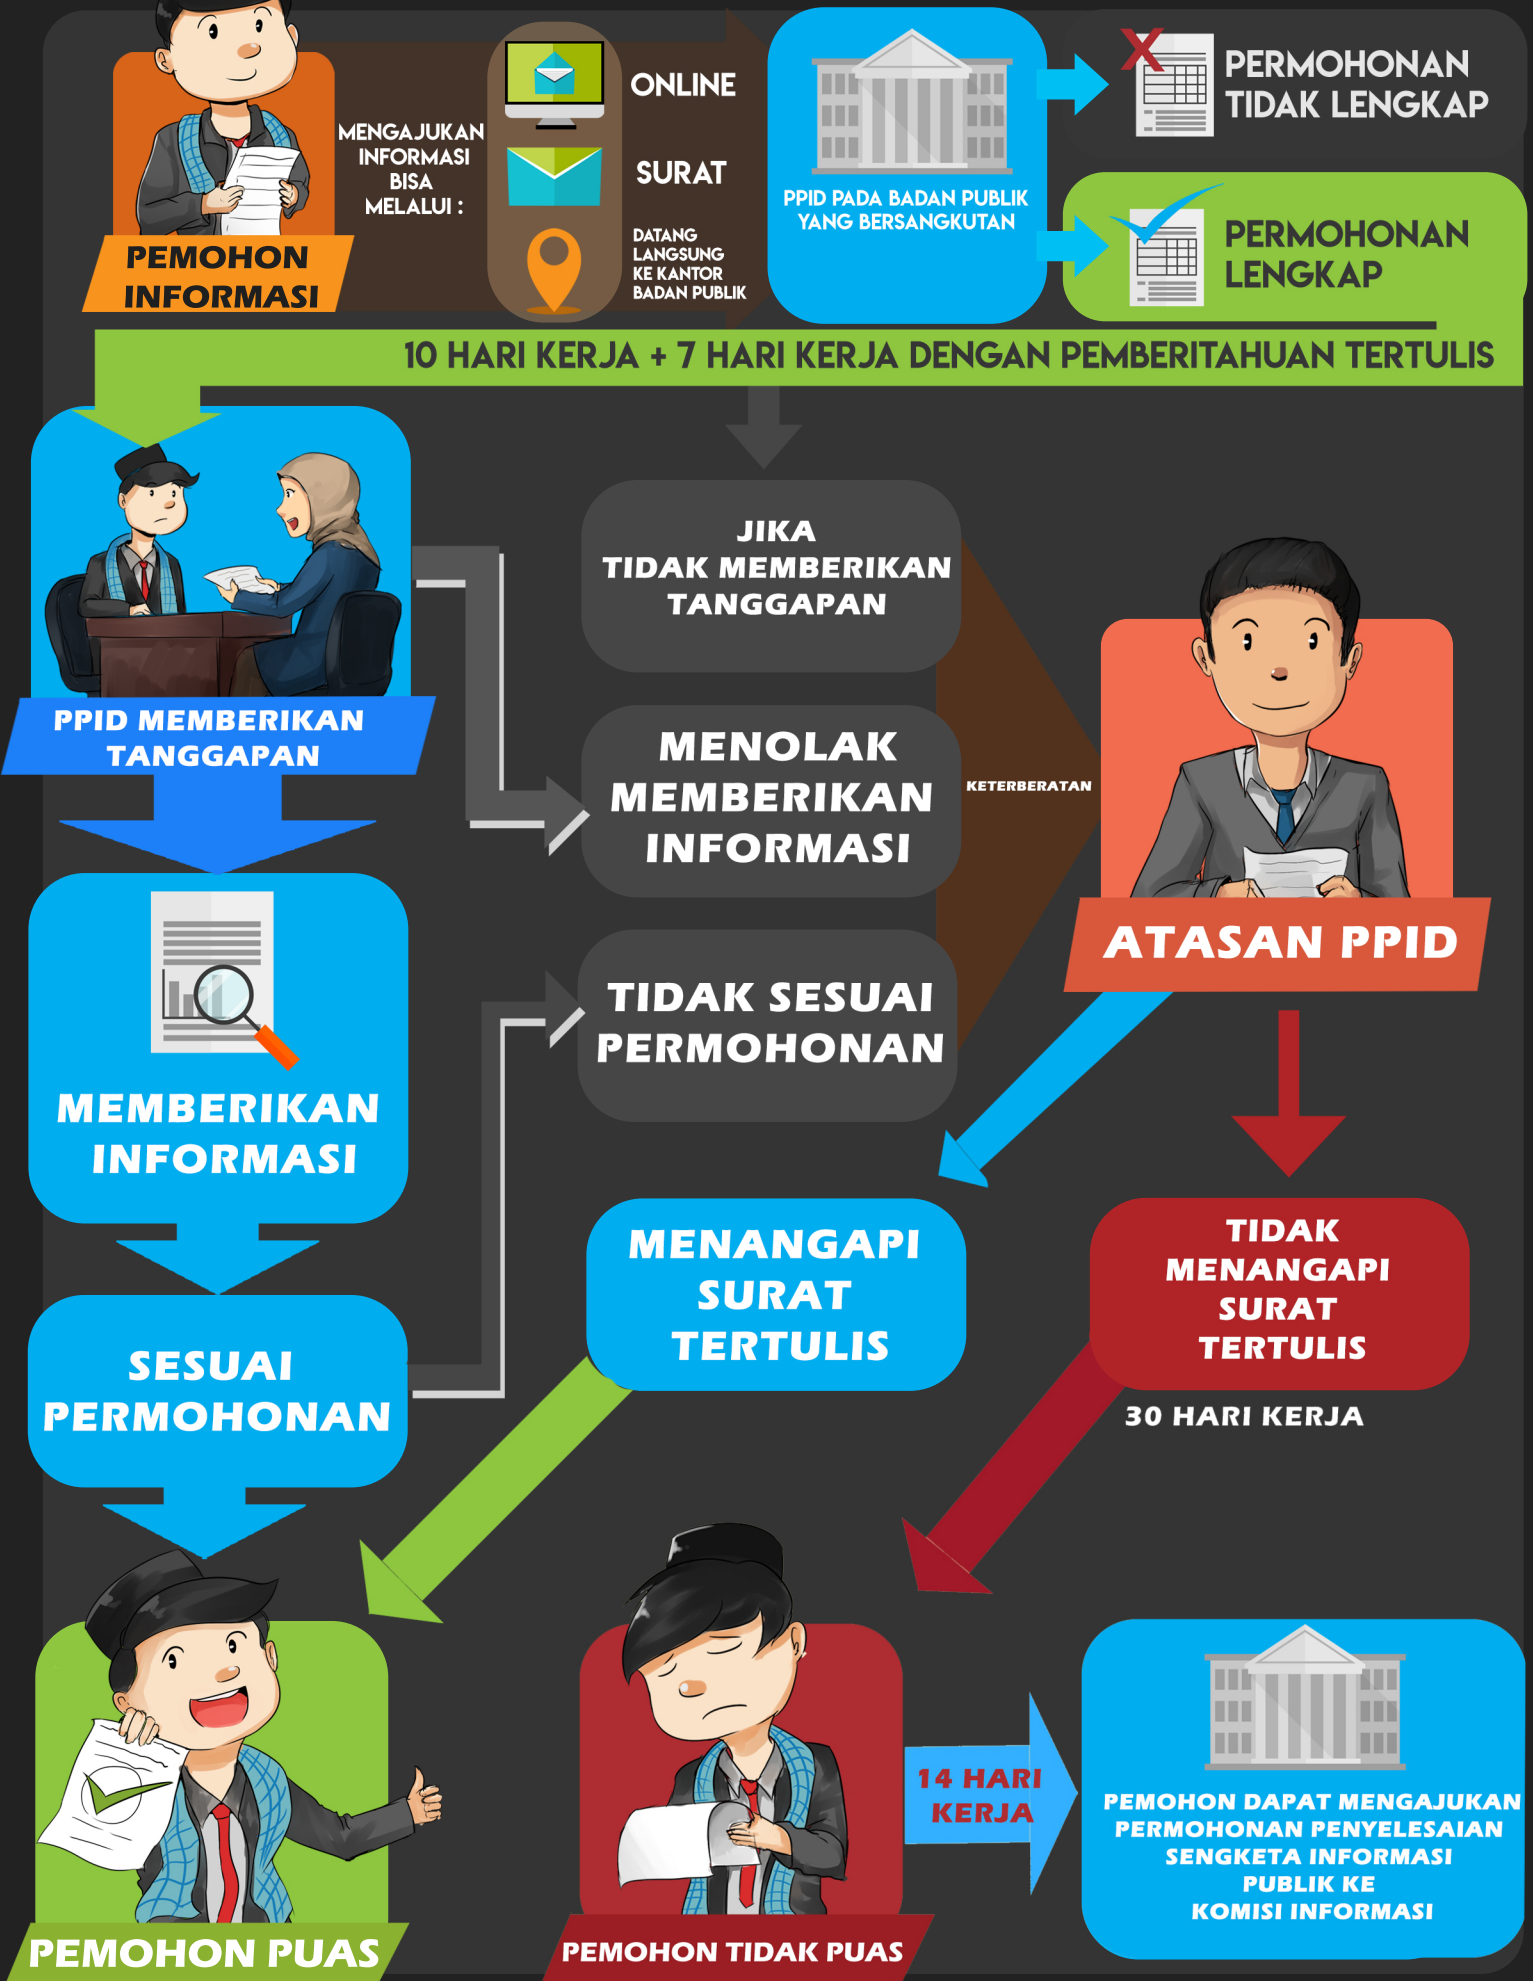 PEMOHON
INFORMASI
MENGAJUKAN
INFORMASI
BISA
MELALUI :
ONLINE
SURAT
DATANG
LANGSUNG
KE KANTOR
BADAN PUBLIK
PPID PADA BADAN PUBLIK
YANG BERSANGKUTAN
X
PERMOHONAN
TIDAK LENGKAP
PERMOHONAN
LENGKAP
10 HARI KERJA + 7 HARI KERJA DENGAN PEMBERITAHUAN TERTULIS
PPID MEMBERIKAN
TANGGAPAN
JIKA
TIDAK MEMBERIKAN
TANGGAPAN
MENOLAK
MEMBERIKAN
INFORMASI
KETERBERATAN
ATASAN PPID
MEMBERIKAN
INFORMASI
TIDAK SESUAI
PERMOHONAN
SESUAI
PERMOHONAN
MENANGAPI
SURAT
TERTULIS
TIDAK
MENANGAPI
SURAT
TERTULIS
30 HARI KERJA
PEMOHON PUAS
PEMOHON TIDAK PUAS
14 HARI
KERJA
PEMOHON DAPAT MENGAJUKAN
PERMOHONAN PENYELESAIAN
SENGKETA INFORMASI
PUBLIK KE
KOMISI INFORMASI